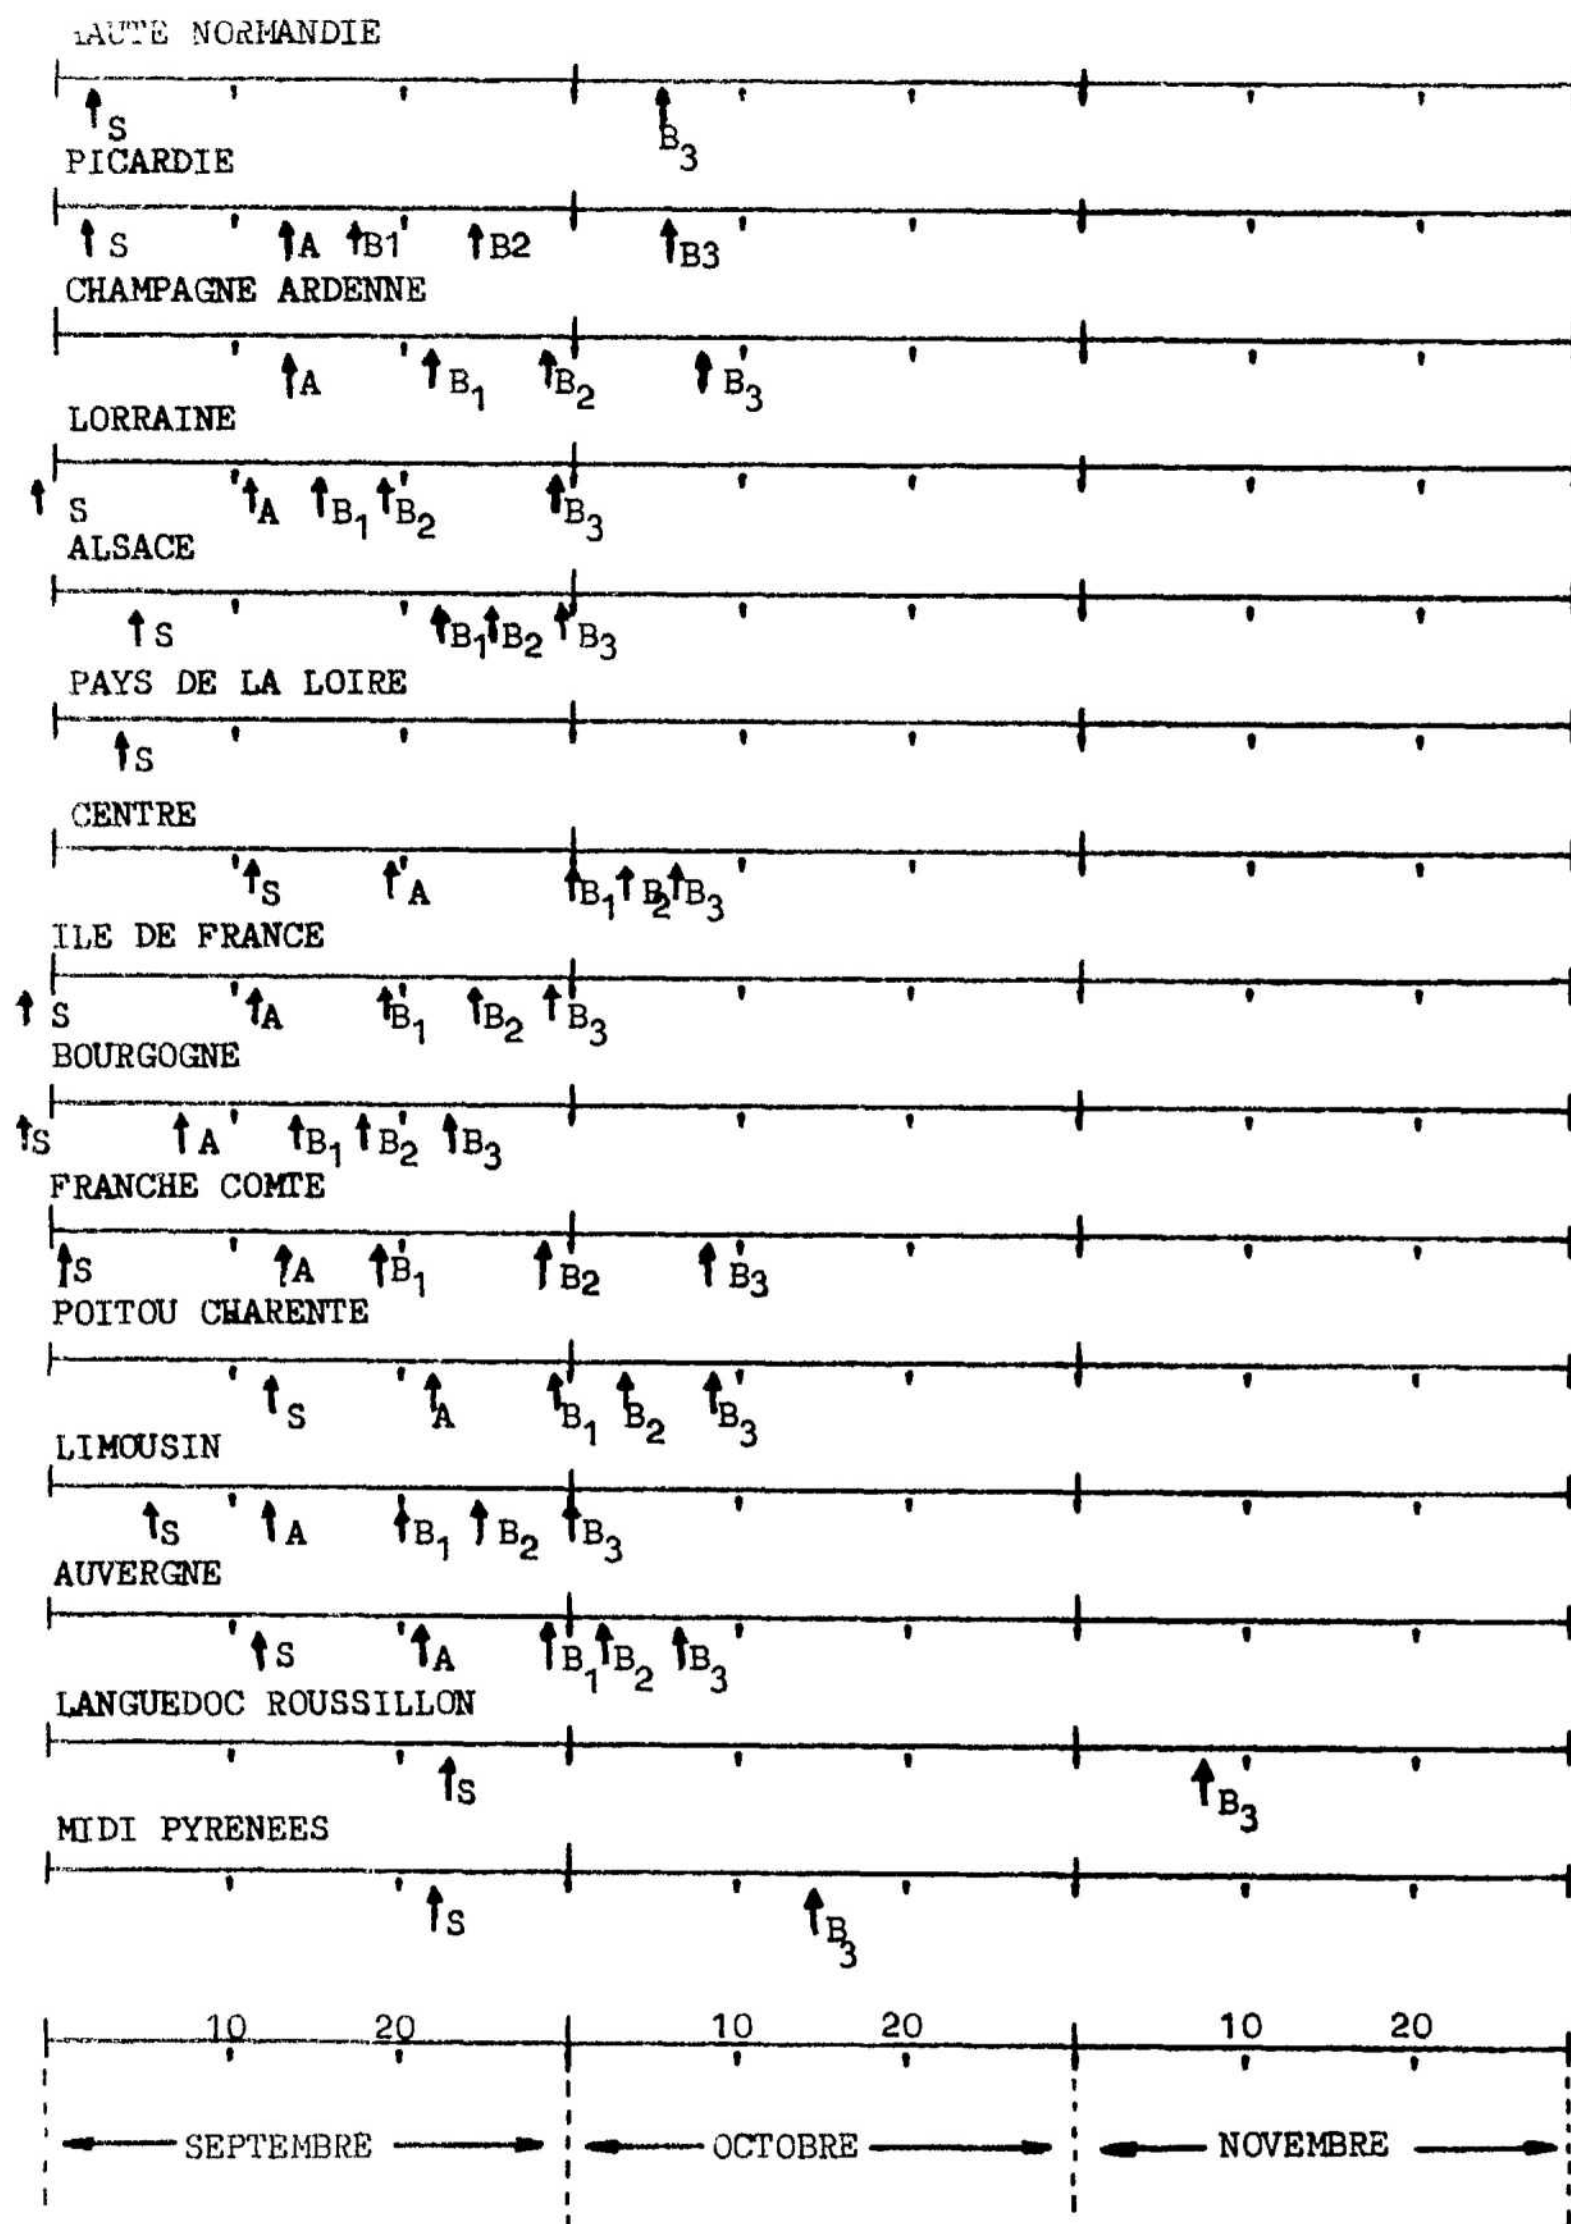 HAUTE NORMANDIE
S B3
PICARDIE
S A B1 B2 B3
CHAMPAGNE ARDENNE
A B1 B2 B3
LORRAINE
S A B1 B2 B3
ALSACE
S B1 B2 B3
PAYS DE LA LOIRE
S
CENTRE
S A B1 B2 B3
ILE DE FRANCE
S A B1 B2 B3
BOURGOGNE
S A B1 B2 B3
FRANCHE COMTE
S A B1 B2 B3
POITOU CHARENTE
S A B1 B2 B3
LIMOUSIN
S A B1 B2 B3
AUVERGNE
S A B1 B2 B3
LANGUEDOC ROUSSILLON
S B3
MIDI PYRENEES
S B3
10 20 10 20 10 20
SEPTEMBRE OCTOBRE NOVEMBRE